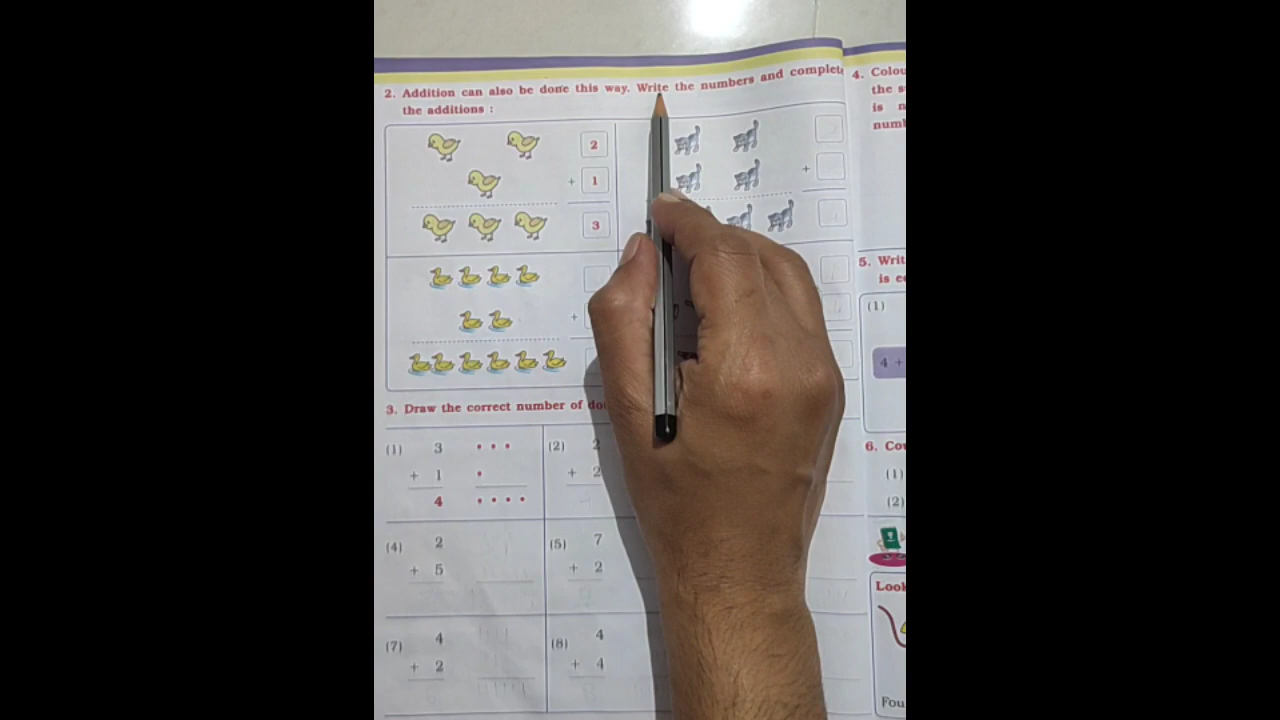 2. Addition can also be done this way. Write the numbers and complete
the additions :
2
+ 1
3
+
+
3. Draw the correct number of
(1) 3
+ 1
4
(2) 2
+ 2
(4) 2
+ 5
(5) 7
+ 2
(7) 4
+ 2
(8) 4
+ 4
4. Colou
the s
is n
numb
5. Writ
is e
(1)
4 +
6. Cou
(1)
(2)
Look
Fou